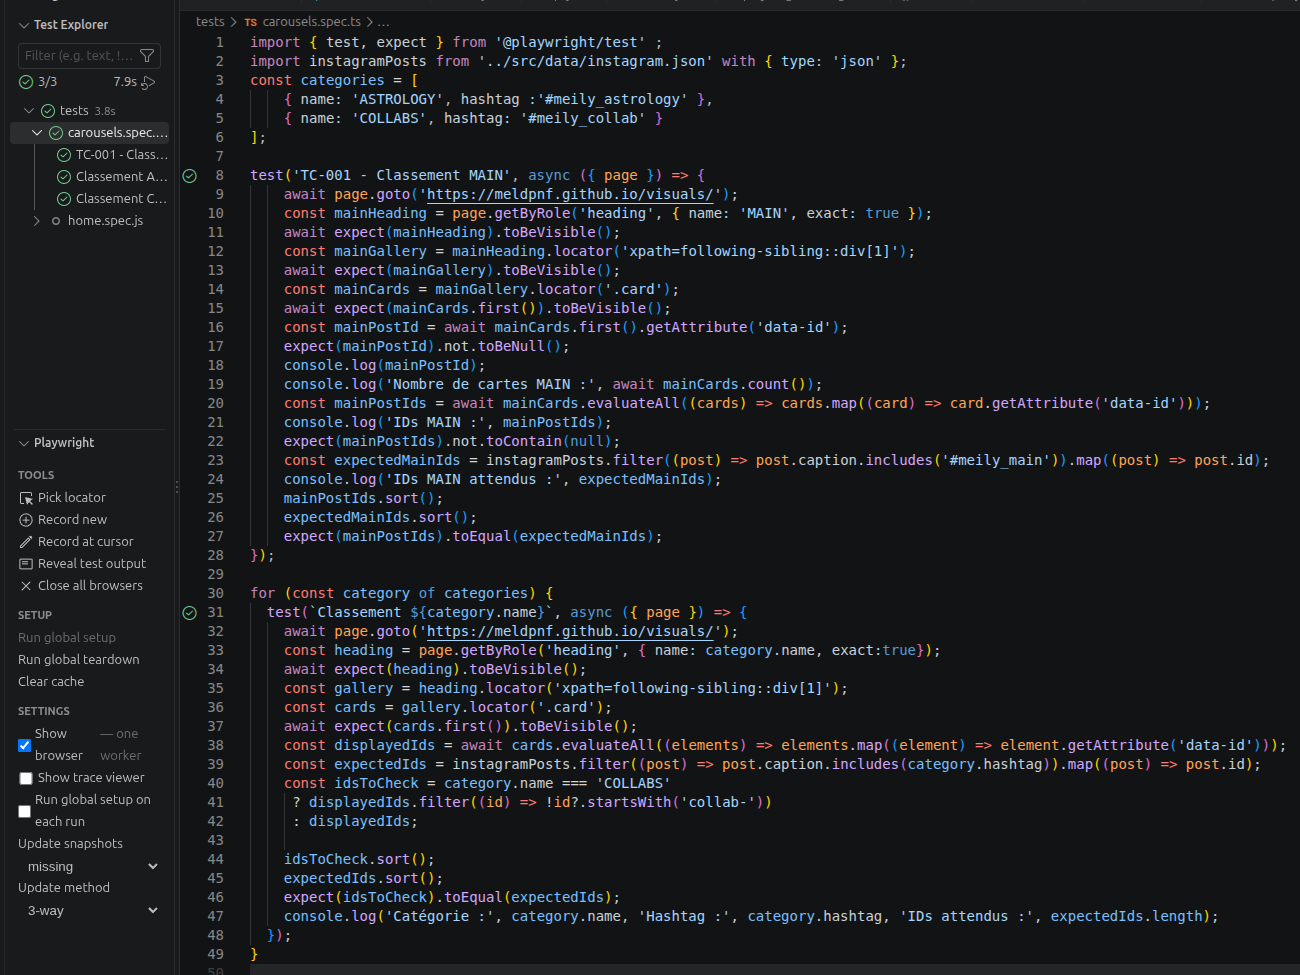 Test Explorer
Filter (e.g. text, !...
3/3 7.9s
tests 3.8s
carousels.spec....
TC-001 - Class...
Classement A...
Classement C...
home.spec.js
Playwright
TOOLS
Pick locator
Record new
Record at cursor
Reveal test output
Close all browsers
SETUP
Run global setup
Run global teardown
Clear cache
SETTINGS
Show browser — one worker
Show trace viewer
Run global setup on each run
Update snapshots
missing
Update method
3-way
tests > TS carousels.spec.ts > ...
1 import { test, expect } from '@playwright/test' ;
2 import instagramPosts from '../src/data/instagram.json' with { type: 'json' };
3 const categories = [
4     { name: 'ASTROLOGY', hashtag :'#meily_astrology' },
5     { name: 'COLLABS', hashtag: '#meily_collab' }
6 ];
7
8 test('TC-001 - Classement MAIN', async ({ page }) => {
9     await page.goto('https://meldpnf.github.io/visuals/');
10     const mainHeading = page.getByRole('heading', { name: 'MAIN', exact: true });
11     await expect(mainHeading).toBeVisible();
12     const mainGallery = mainHeading.locator('xpath=following-sibling::div[1]');
13     await expect(mainGallery).toBeVisible();
14     const mainCards = mainGallery.locator('.card');
15     await expect(mainCards.first()).toBeVisible();
16     const mainPostId = await mainCards.first().getAttribute('data-id');
17     expect(mainPostId).not.toBeNull();
18     console.log(mainPostId);
19     console.log('Nombre de cartes MAIN :', await mainCards.count());
20     const mainPostIds = await mainCards.evaluateAll((cards) => cards.map((card) => card.getAttribute('data-id')));
21     console.log('IDs MAIN :', mainPostIds);
22     expect(mainPostIds).not.toContain(null);
23     const expectedMainIds = instagramPosts.filter((post) => post.caption.includes('#meily_main')).map((post) => post.id);
24     console.log('IDs MAIN attendus :', expectedMainIds);
25     mainPostIds.sort();
26     expectedMainIds.sort();
27     expect(mainPostIds).toEqual(expectedMainIds);
28 });
29
30 for (const category of categories) {
31   test(`Classement ${category.name}`, async ({ page }) => {
32     await page.goto('https://meldpnf.github.io/visuals/');
33     const heading = page.getByRole('heading', { name: category.name, exact:true});
34     await expect(heading).toBeVisible();
35     const gallery = heading.locator('xpath=following-sibling::div[1]');
36     const cards = gallery.locator('.card');
37     await expect(cards.first()).toBeVisible();
38     const displayedIds = await cards.evaluateAll((elements) => elements.map((element) => element.getAttribute('data-id')));
39     const expectedIds = instagramPosts.filter((post) => post.caption.includes(category.hashtag)).map((post) => post.id);
40     const idsToCheck = category.name === 'COLLABS'
41      ? displayedIds.filter((id) => !id?.startsWith('collab-'))
42      : displayedIds;
43
44     idsToCheck.sort();
45     expectedIds.sort();
46     expect(idsToCheck).toEqual(expectedIds);
47     console.log('Catégorie :', category.name, 'Hashtag :', category.hashtag, 'IDs attendus :', expectedIds.length);
48   });
49 }
50